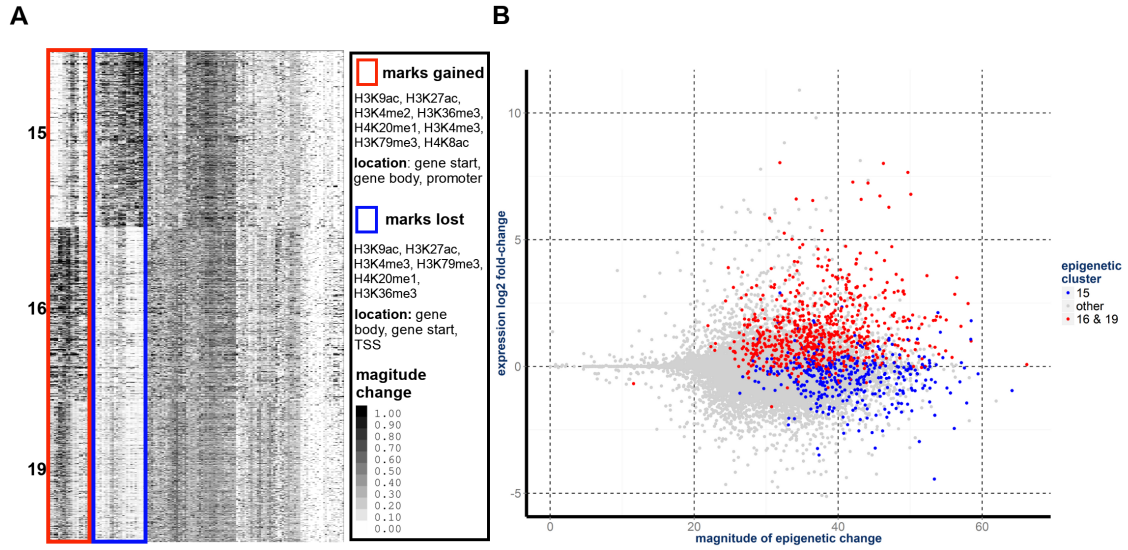 A
B
15
16
19
marks gained
H3K9ac, H3K27ac,
H3K4me2, H3K36me3,
H4K20me1, H3K4me3,
H3K79me3, H4K8ac
location: gene start,
gene body, promoter
marks lost
H3K9ac, H3K27ac,
H3K4me3, H3K79me3,
H4K20me1,
H3K36me3
location: gene
body, gene start,
TSS
magitude
change
1.00
0.90
0.80
0.70
0.60
0.50
0.40
0.30
0.20
0.10
0.00
expression log2 fold-change
10
5
0
-5
0
20
40
60
magnitude of epigenetic change
epigenetic
cluster
15
other
16 & 19